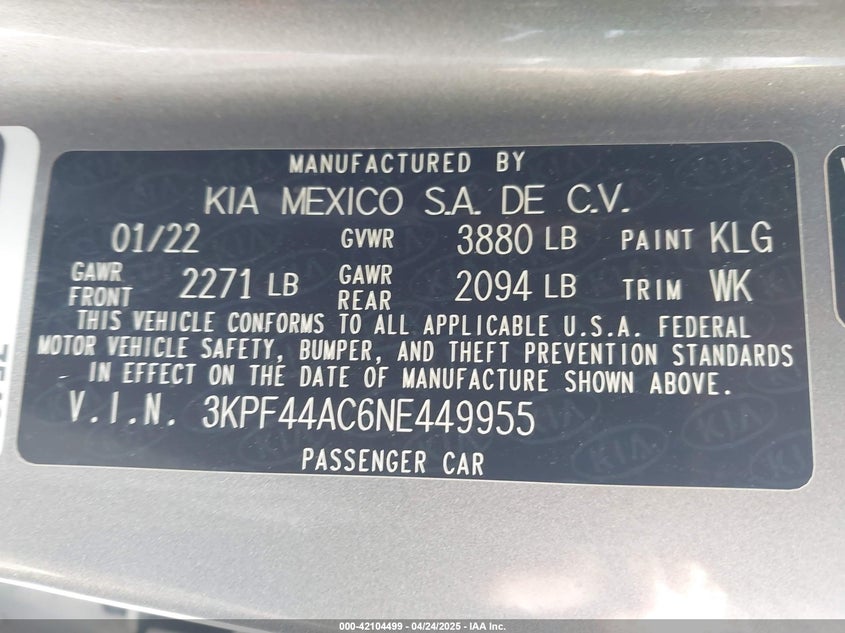 MANUFACTURED BY
KIA MEXICO S.A. DE C.V.
01/22 GVWR 3880 LB PAINT KLG
GAWR FRONT 2271 LB GAWR REAR 2094 LB TRIM WK
THIS VEHICLE CONFORMS TO ALL APPLICABLE U.S.A. FEDERAL
MOTOR VEHICLE SAFETY, BUMPER, AND THEFT PREVENTION STANDARDS
IN EFFECT ON THE DATE OF MANUFACTURE SHOWN ABOVE.
V.I.N. 3KPF44AC6NE449955
PASSENGER CAR
000-42104499 - 04/24/2025 - IAA Inc.